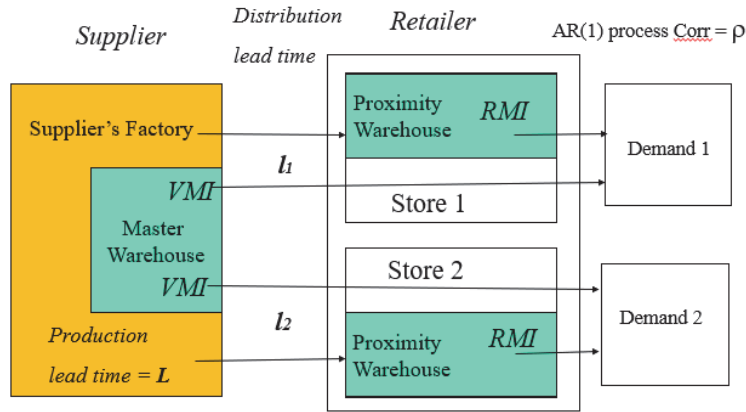 Supplier
Distribution
lead time
Retailer
AR(1) process Corr = ρ
Supplier's Factory
Proximity
Warehouse
RMI
Demand 1
l1
VMI
Store 1
Master
Warehouse
VMI
Store 2
l2
Demand 2
Production
lead time = L
Proximity
Warehouse
RMI